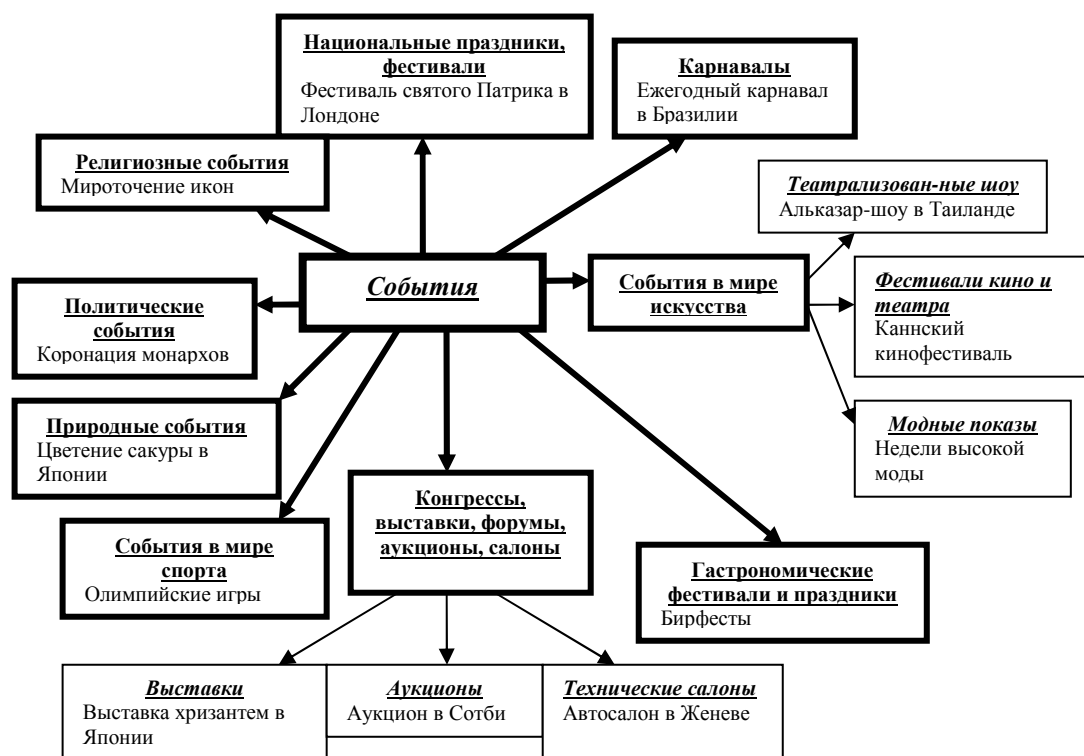 Национальные праздники,
фестивали
Фестиваль святого Патрика в
Лондоне
Карнавалы
Ежегодный карнавал
в Бразилии
Религиозные события
Мироточение икон
Театрализован-ные шоу
Альказар-шоу в Таиланде
События
События в мире
искусства
Фестивали кино и
театра
Каннский
кинофестиваль
Политические
события
Коронация монархов
Природные события
Цветение сакуры в
Японии
Модные показы
Недели высокой
моды
Конгрессы,
выставки, форумы,
аукционы, салоны
События в мире
спорта
Олимпийские игры
Гастрономические
фестивали и праздники
Бирфесты
Выставки
Выставка хризантем в
Японии
Аукционы
Аукцион в Сотби
Технические салоны
Автосалон в Женеве